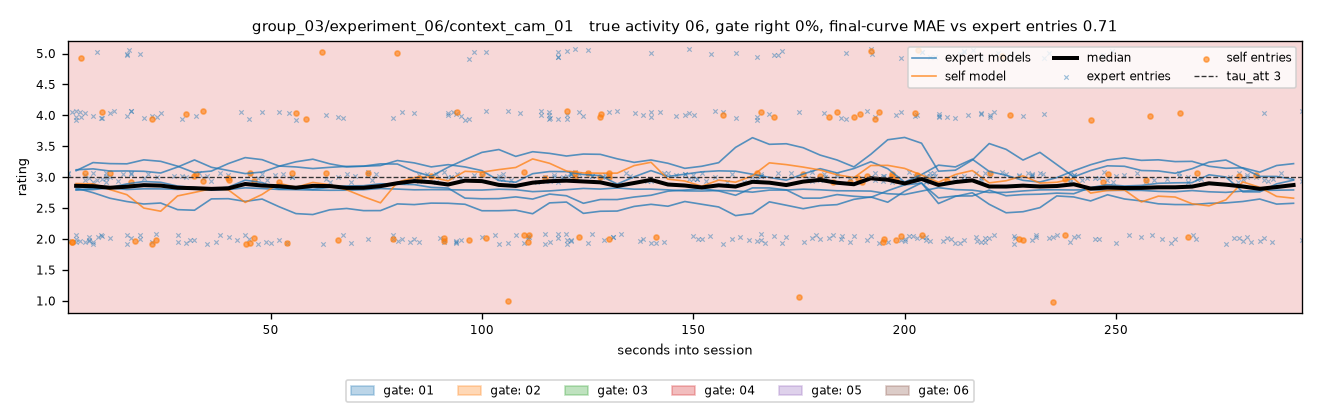 group_03/experiment_06/context_cam_01   true activity 06, gate right 0%, final-curve MAE vs expert entries 0.71
rating
5.0
4.5
4.0
3.5
3.0
2.5
2.0
1.5
1.0
expert models
self model
median
expert entries
self entries
tau_att 3
50
100
150
200
250
seconds into session
gate: 01
gate: 02
gate: 03
gate: 04
gate: 05
gate: 06